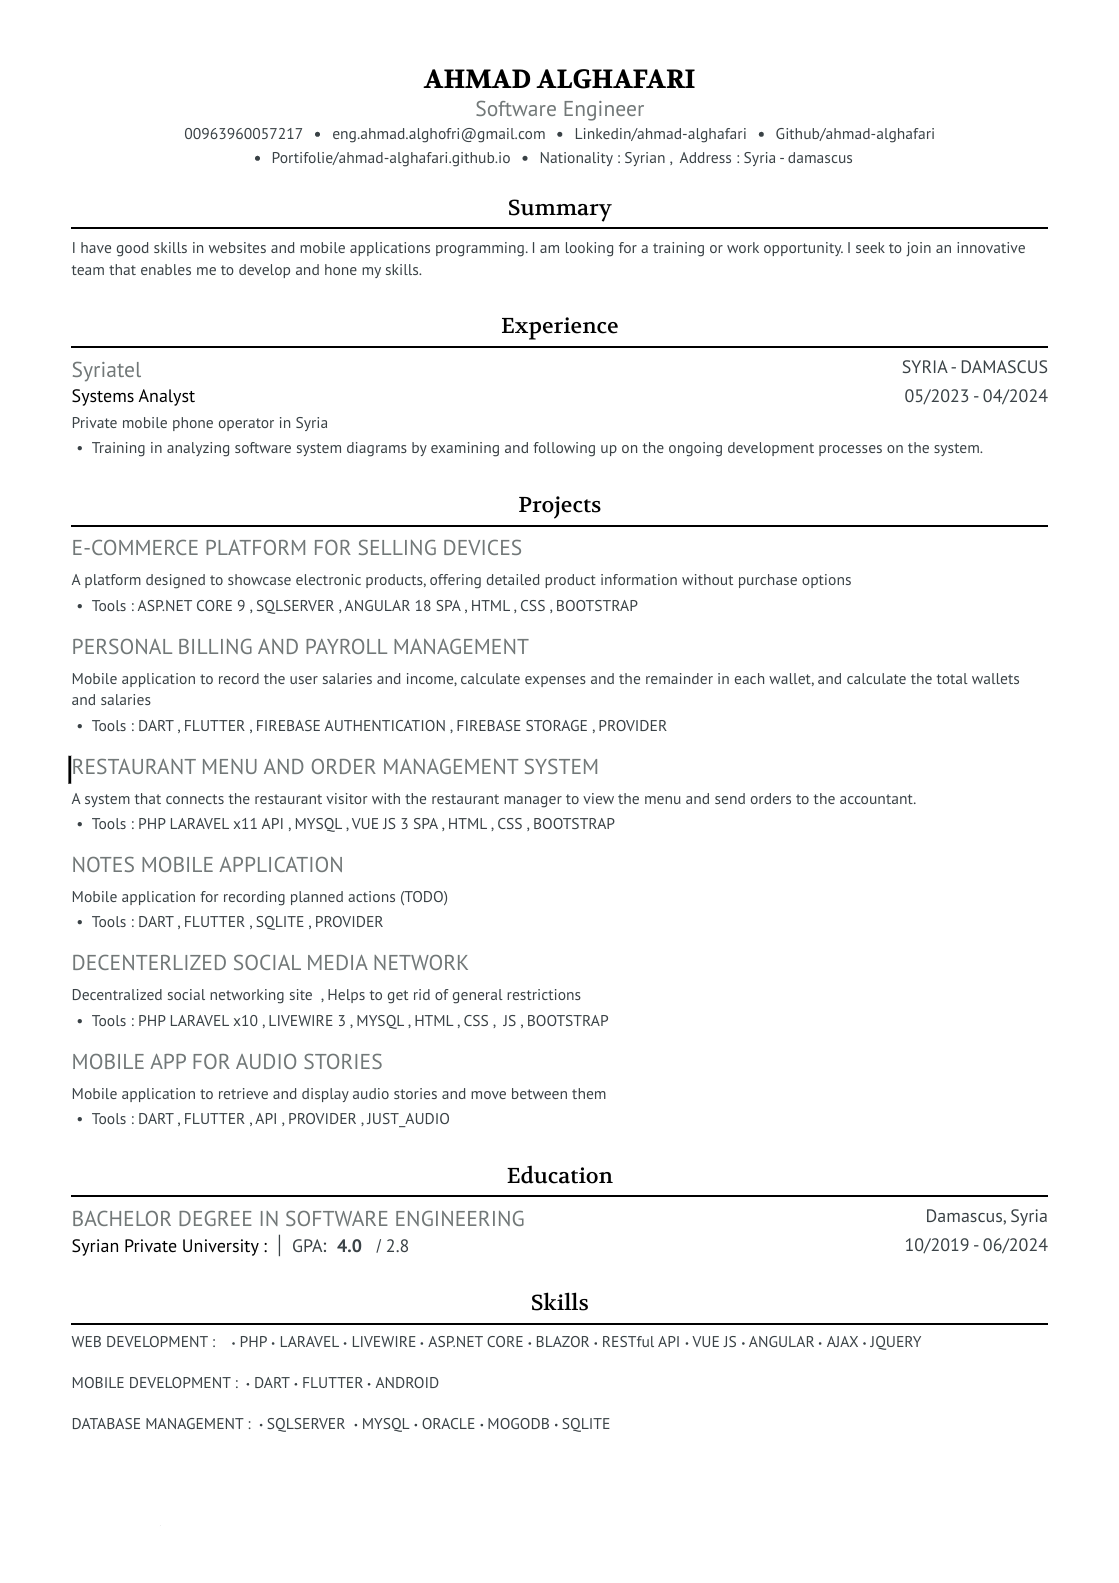 AHMAD ALGHAFARI
Software Engineer
00963960057217 • eng.ahmad.alghofri@gmail.com • Linkedin/ahmad-alghafari • Github/ahmad-alghafari
• Portifolie/ahmad-alghafari.github.io • Nationality : Syrian , Address : Syria - damascus
Summary
I have good skills in websites and mobile applications programming. I am looking for a training or work opportunity. I seek to join an innovative
team that enables me to develop and hone my skills.
Experience
Syriatel SYRIA - DAMASCUS
Systems Analyst 05/2023 - 04/2024
Private mobile phone operator in Syria
• Training in analyzing software system diagrams by examining and following up on the ongoing development processes on the system.
Projects
E-COMMERCE PLATFORM FOR SELLING DEVICES
A platform designed to showcase electronic products, offering detailed product information without purchase options
• Tools : ASP.NET CORE 9 , SQLSERVER , ANGULAR 18 SPA , HTML , CSS , BOOTSTRAP
PERSONAL BILLING AND PAYROLL MANAGEMENT
Mobile application to record the user salaries and income, calculate expenses and the remainder in each wallet, and calculate the total wallets
and salaries
• Tools : DART , FLUTTER , FIREBASE AUTHENTICATION , FIREBASE STORAGE , PROVIDER
RESTAURANT MENU AND ORDER MANAGEMENT SYSTEM
A system that connects the restaurant visitor with the restaurant manager to view the menu and send orders to the accountant.
• Tools : PHP LARAVEL x11 API , MYSQL , VUE JS 3 SPA , HTML , CSS , BOOTSTRAP
NOTES MOBILE APPLICATION
Mobile application for recording planned actions (TODO)
• Tools : DART , FLUTTER , SQLITE , PROVIDER
DECENTERLIZED SOCIAL MEDIA NETWORK
Decentralized social networking site , Helps to get rid of general restrictions
• Tools : PHP LARAVEL x10 , LIVEWIRE 3 , MYSQL , HTML , CSS , JS , BOOTSTRAP
MOBILE APP FOR AUDIO STORIES
Mobile application to retrieve and display audio stories and move between them
• Tools : DART , FLUTTER , API , PROVIDER , JUST_AUDIO
Education
BACHELOR DEGREE IN SOFTWARE ENGINEERING Damascus, Syria
Syrian Private University : | GPA: 4.0 / 2.8 10/2019 - 06/2024
Skills
WEB DEVELOPMENT : • PHP • LARAVEL • LIVEWIRE • ASP.NET CORE • BLAZOR • RESTful API • VUE JS • ANGULAR • AJAX • JQUERY
MOBILE DEVELOPMENT : • DART • FLUTTER • ANDROID
DATABASE MANAGEMENT : • SQLSERVER • MYSQL • ORACLE • MOGODB • SQLITE